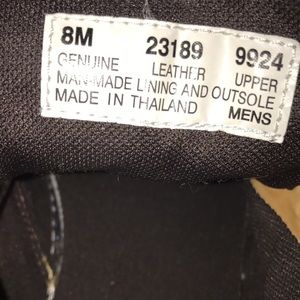 8M 23189 9924
GENUINE LEATHER UPPER
MAN-MADE LINING AND OUTSOLE
MADE IN THAILAND MENS